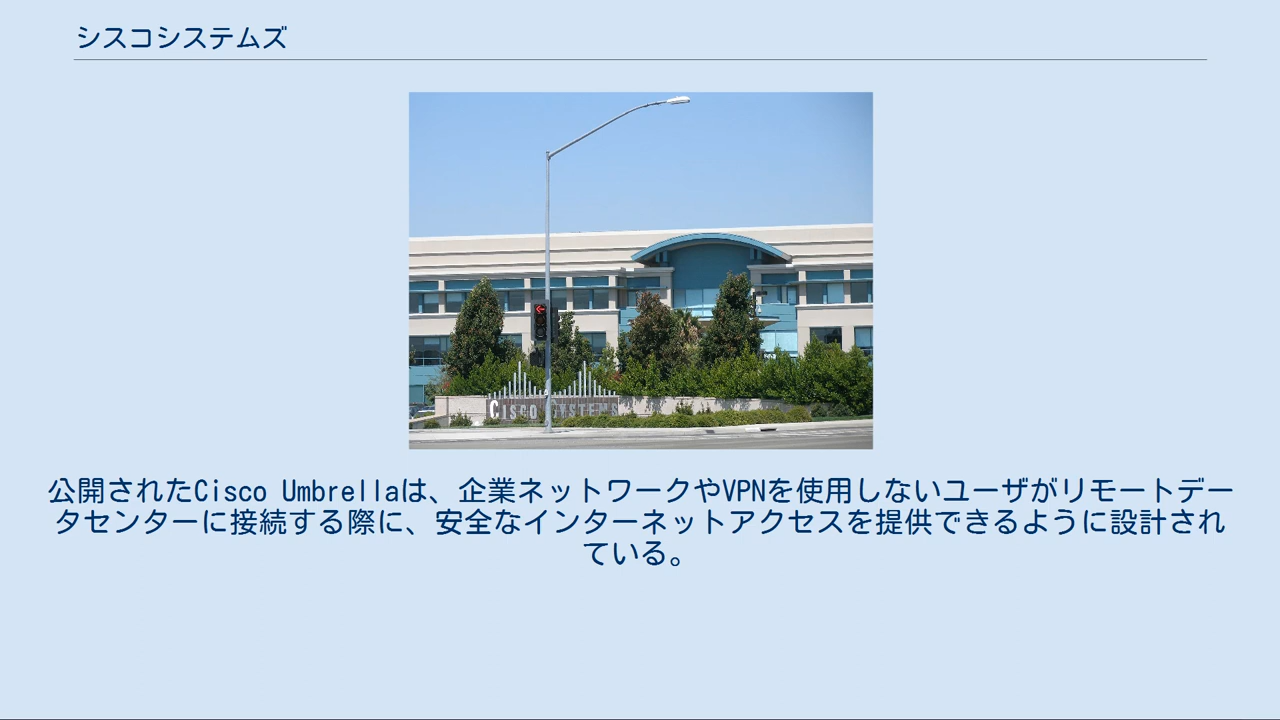 シスコシステムズ
CISCO SYSTEMS
公開されたCisco Umbrellaは、企業ネットワークやVPNを使用しないユーザがリモートデー
タセンターに接続する際に、安全なインターネットアクセスを提供できるように設計され
ている。